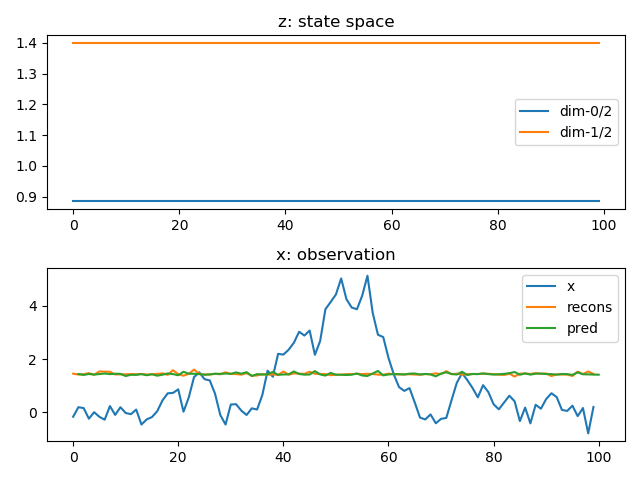 z: state space
1.4
1.3
1.2
1.1
1.0
0.9
dim-0/2
dim-1/2
0 20 40 60 80 100
x: observation
4
2
0
x
recons
pred
0 20 40 60 80 100